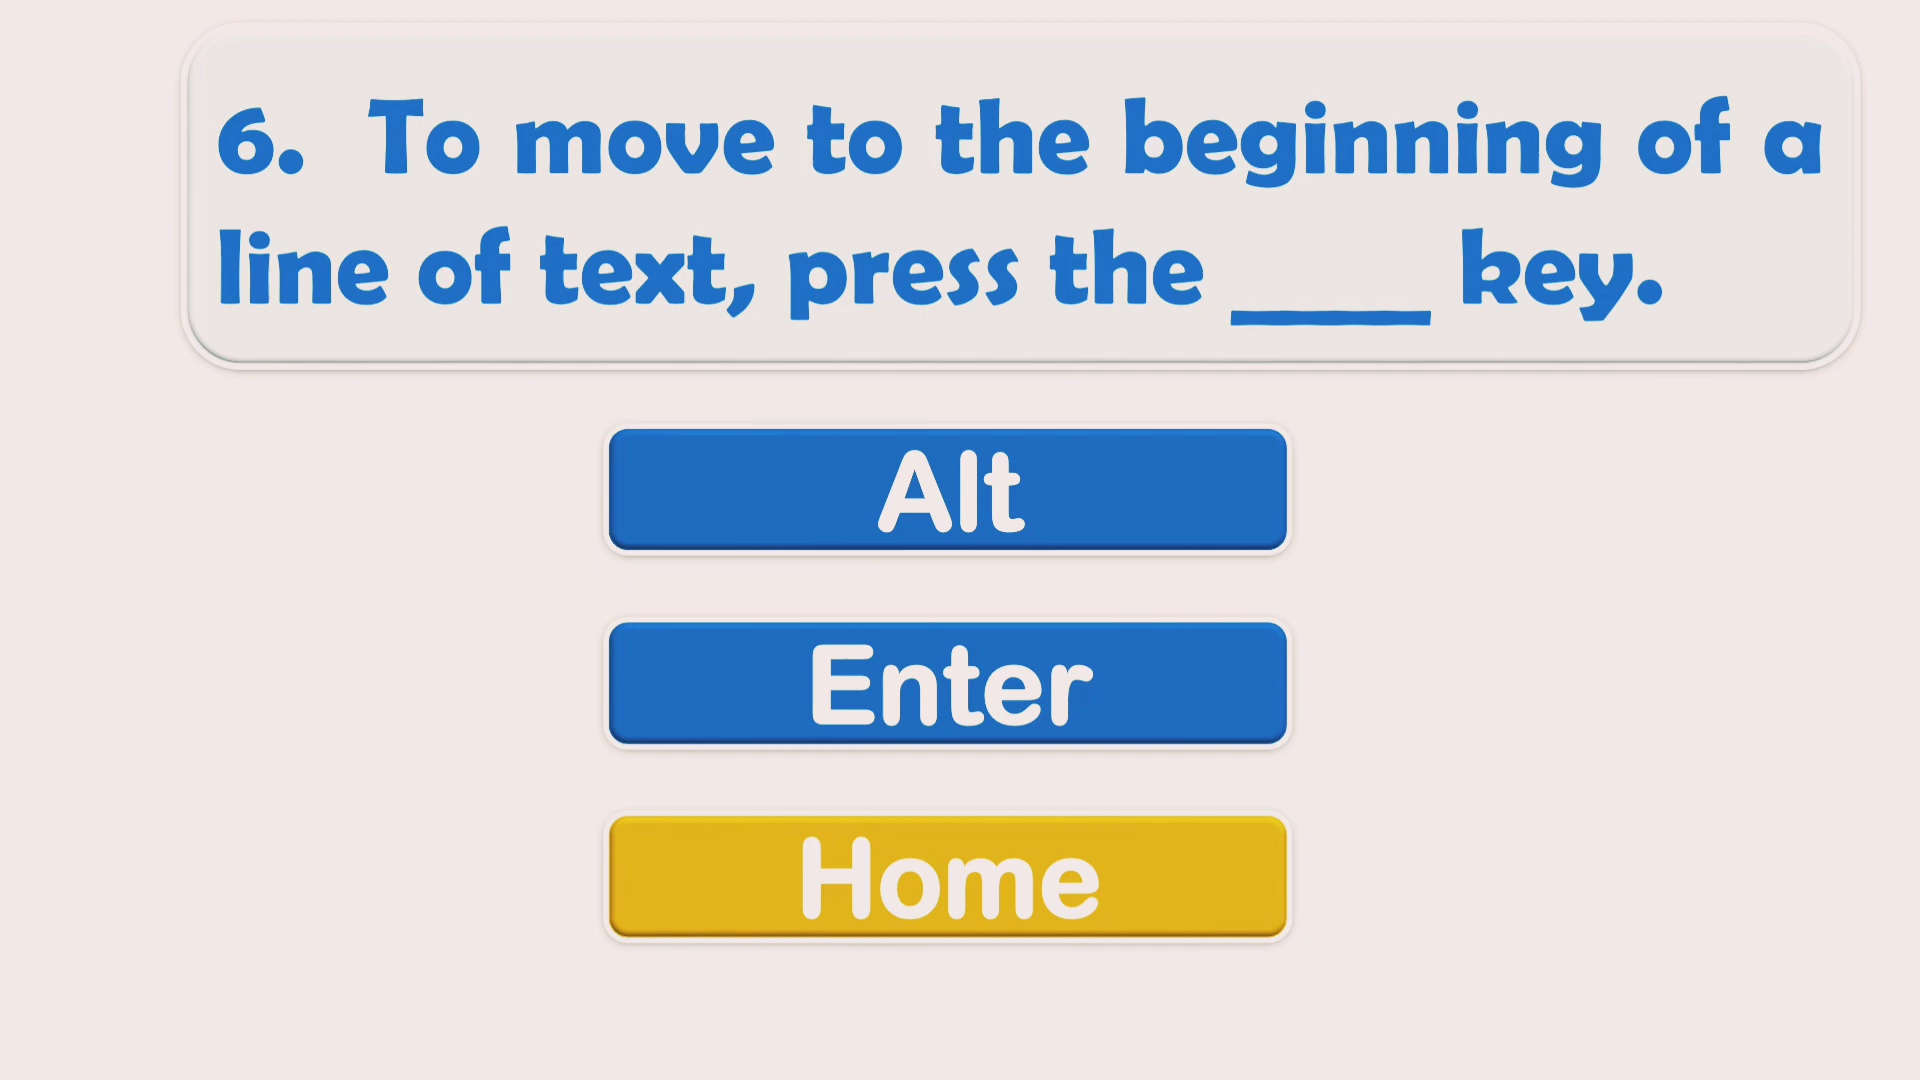 6. To move to the beginning of a
line of text, press the ____ key.
Alt
Enter
Home